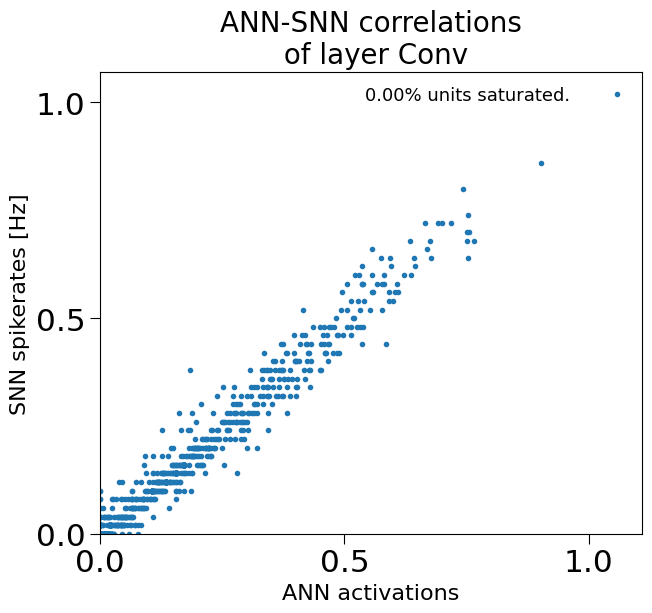 ANN-SNN correlations
of layer Conv
0.00% units saturated.
1.0
0.5
0.0
SNN spikerates [Hz]
0.0 0.5 1.0
ANN activations